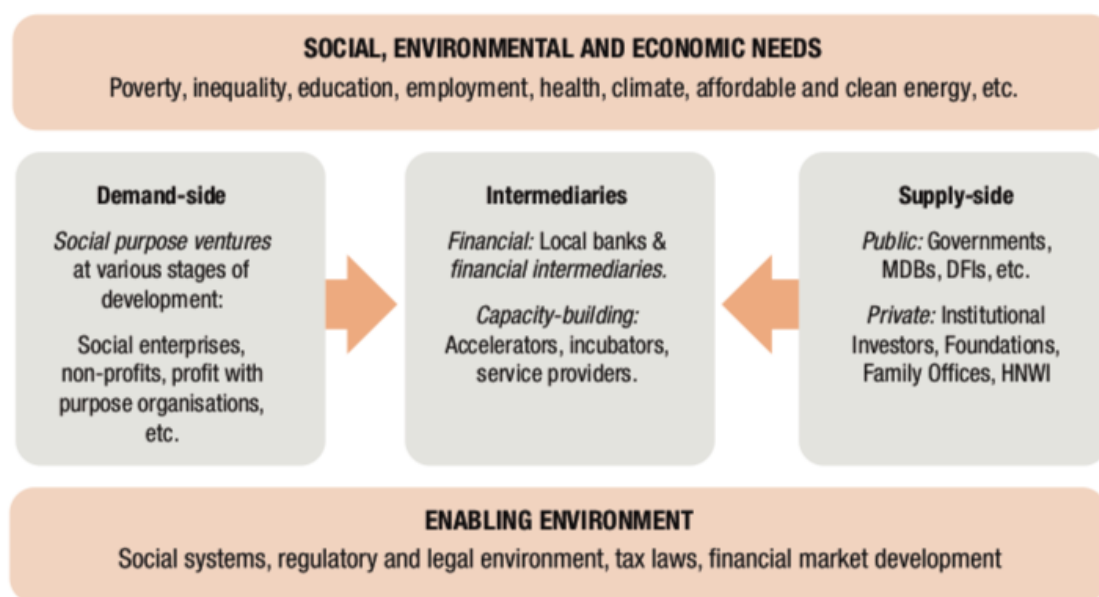 SOCIAL, ENVIRONMENTAL AND ECONOMIC NEEDS
Poverty, inequality, education, employment, health, climate, affordable and clean energy, etc.
Demand-side
Social purpose ventures
at various stages of
development:
Social enterprises,
non-profits, profit with
purpose organisations,
etc.
Intermediaries
Financial: Local banks &
financial intermediaries.
Capacity-building:
Accelerators, incubators,
service providers.
Supply-side
Public: Governments,
MDBs, DFIs, etc.
Private: Institutional
Investors, Foundations,
Family Offices, HNWI
ENABLING ENVIRONMENT
Social systems, regulatory and legal environment, tax laws, financial market development